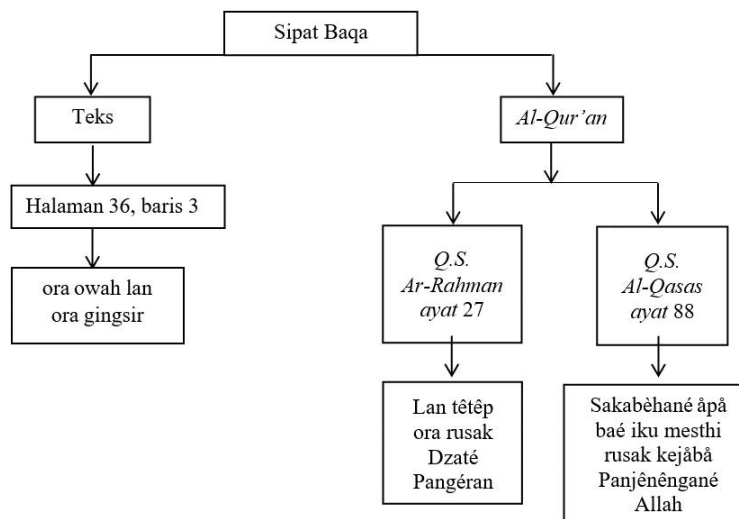 Sipat Baqa
Teks
Al-Qur’an
Halaman 36, baris 3
ora owah lan
ora gingsir
Q.S.
Ar-Rahman
ayat 27
Q.S.
Al-Qasas
ayat 88
Lan têtêp
ora rusak
Dzaté
Pangéran
Sakabèhané åpå
baé iku mesthi
rusak kejåbå
Panjênêngané
Allah